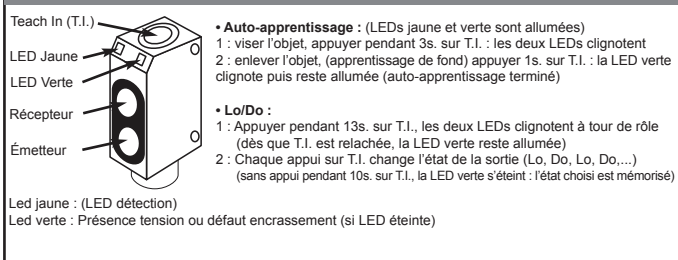 Teach In (T.I.)
LED Jaune
LED Verte
Récepteur
Émetteur
• Auto-apprentissage : (LEDs jaune et verte sont allumées)
1 : viser l'objet, appuyer pendant 3s. sur T.I. : les deux LEDs clignotent
2 : enlever l'objet, (apprentissage de fond) appuyer 1s. sur T.I. : la LED verte
clignote puis reste allumée (auto-apprentissage terminé)
• Lo/Do :
1 : Appuyer pendant 13s. sur T.I., les deux LEDs clignotent à tour de rôle
(dès que T.I. est relachée, la LED verte reste allumée)
2 : Chaque appui sur T.I. change l'état de la sortie (Lo, Do, Lo, Do,...)
(sans appui pendant 10s. sur T.I., la LED verte s'éteint : l'état choisi est mémorisé)
Led jaune : (LED détection)
Led verte : Présence tension ou défaut encrassement (si LED éteinte)